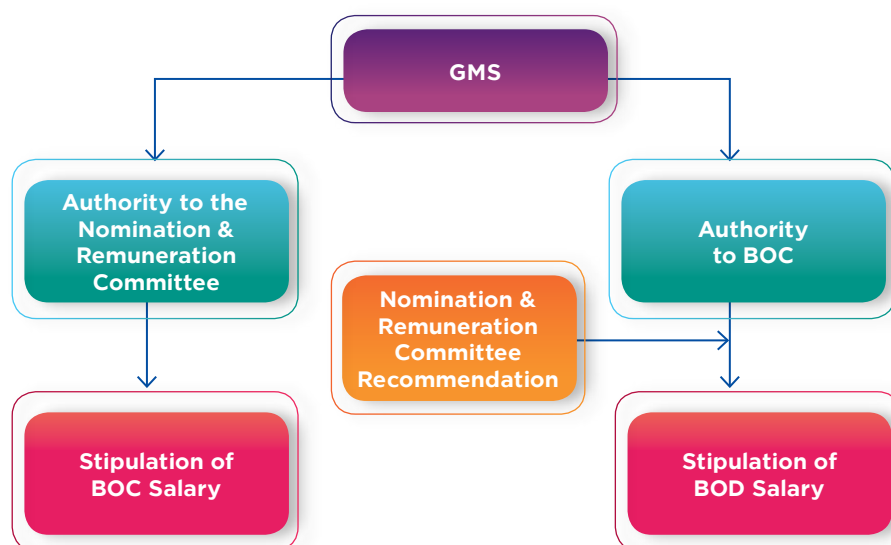 GMS
Authority to the
Nomination &
Remuneration
Committee
Authority
to BOC
Nomination &
Remuneration
Committee
Recommendation
Stipulation of
BOC Salary
Stipulation of
BOD Salary